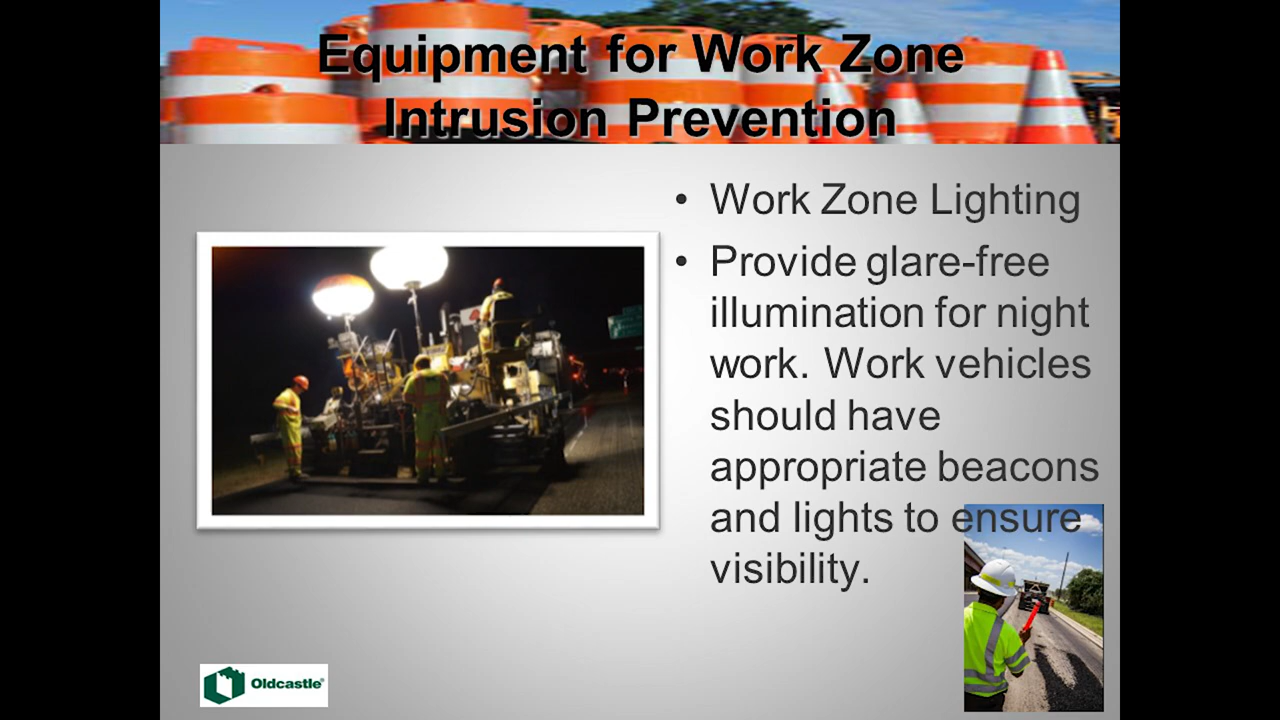 Equipment for Work Zone
Intrusion Prevention
• Work Zone Lighting
• Provide glare-free
illumination for night
work. Work vehicles
should have
appropriate beacons
and lights to ensure
visibility.
Oldcastle®